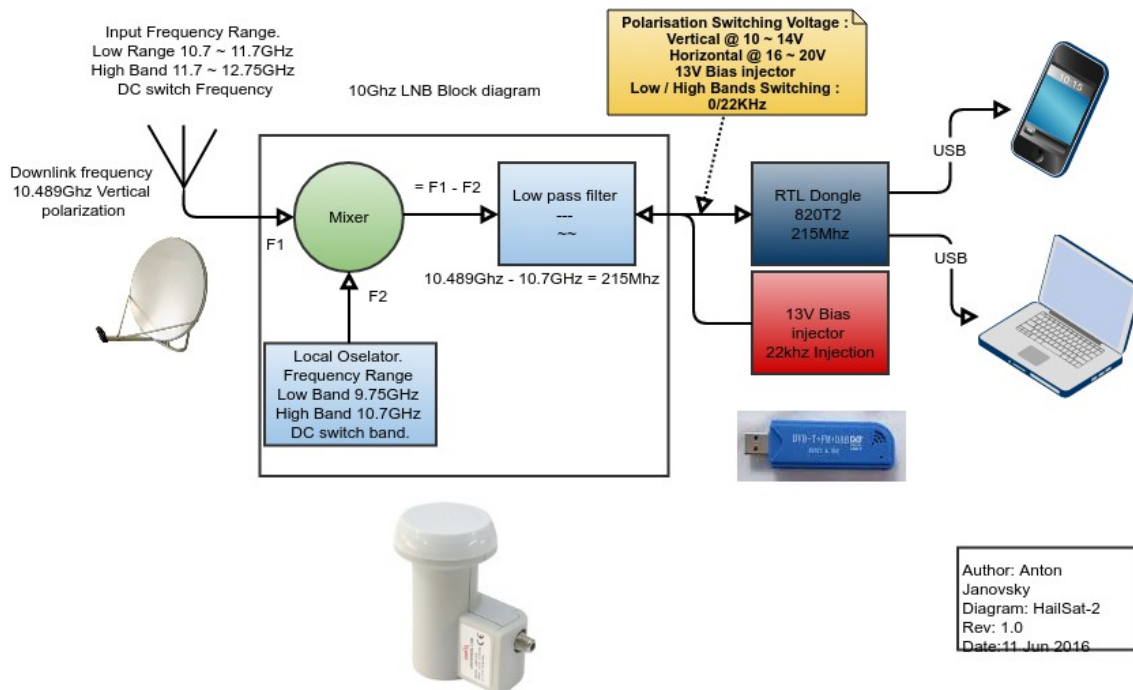 Input Frequency Range.
Low Range 10.7 ~ 11.7GHz
High Band 11.7 ~ 12.75GHz
DC switch Frequency
10Ghz LNB Block diagram
Polarisation Switching Voltage :
Vertical @ 10 ~ 14V
Horizontal @ 16 ~ 20V
13V Bias injector
Low / High Bands Switching :
0/22KHz
10:15
USB
Downlink frequency
10.489Ghz Vertical
polarization
F1
Mixer
= F1 - F2
Low pass filter
---
~~
10.489Ghz - 10.7GHz = 215Mhz
RTL Dongle
820T2
215Mhz
USB
F2
13V Bias
injector
22khz Injection
Local Oselator.
Frequency Range
Low Band 9.75GHz
High Band 10.7GHz
DC switch band.
DVB-T+FM+DAB
Author: Anton
Janovsky
Diagram: HailSat-2
Rev: 1.0
Date:11 Jun 2016